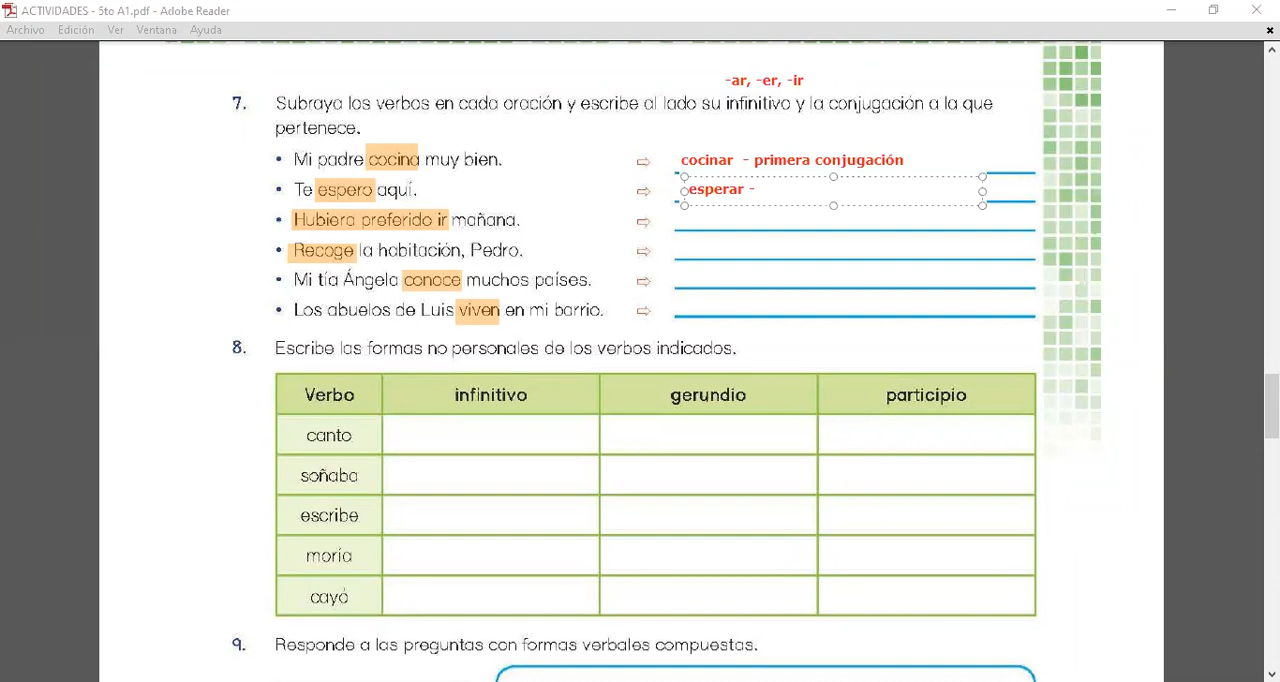 ACTIVIDADES - 5to A1.pdf - Adobe Reader
Archivo Edición Ver Ventana Ayuda
-ar, -er, -ir
7. Subraya los verbos en cada oración y escribe al lado su infinitivo y la conjugación a la que
pertenece.
• Mi padre cocina muy bien. ⇨ cocinar - primera conjugación
• Te espero aquí. ⇨ esperar -
• Hubiera preferido ir mañana. ⇨
• Recoge la habitación, Pedro. ⇨
• Mi tía Ángela conoce muchos países. ⇨
• Los abuelos de Luis viven en mi barrio. ⇨
8. Escribe las formas no personales de los verbos indicados.
Verbo infinitivo gerundio participio
canto
soñaba
escribe
moría
cayó
9. Responde a las preguntas con formas verbales compuestas.